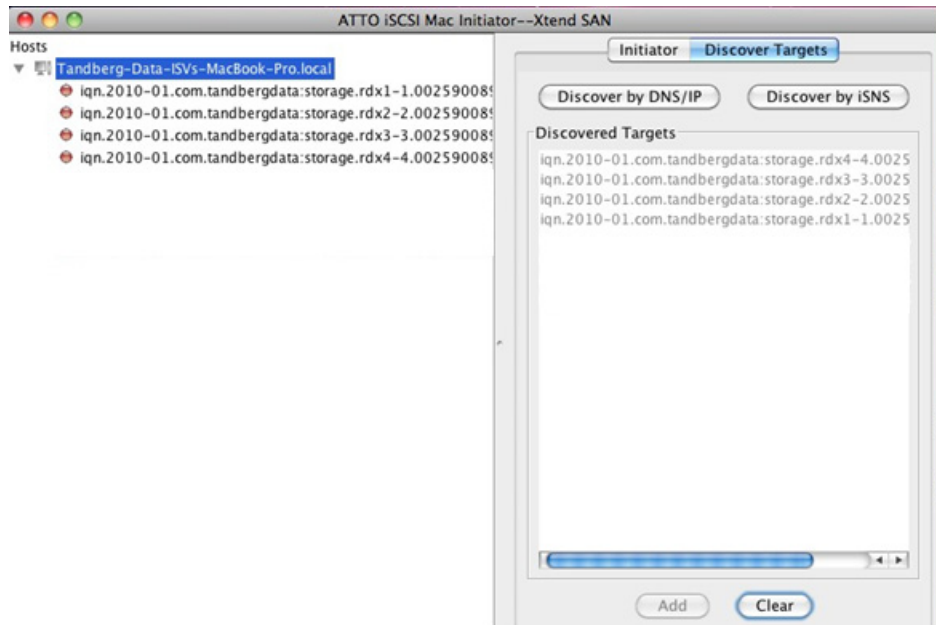 ATTO iSCSI Mac Initiator--Xtend SAN
Hosts
Tandberg-Data-ISVs-MacBook-Pro.local
iqn.2010-01.com.tandbergdata:storage.rdx1-1.002590089
iqn.2010-01.com.tandbergdata:storage.rdx2-2.002590089
iqn.2010-01.com.tandbergdata:storage.rdx3-3.002590089
iqn.2010-01.com.tandbergdata:storage.rdx4-4.002590089
Initiator Discover Targets
Discover by DNS/IP Discover by iSNS
Discovered Targets
iqn.2010-01.com.tandbergdata:storage.rdx4-4.0025
iqn.2010-01.com.tandbergdata:storage.rdx3-3.0025
iqn.2010-01.com.tandbergdata:storage.rdx2-2.0025
iqn.2010-01.com.tandbergdata:storage.rdx1-1.0025
Add Clear